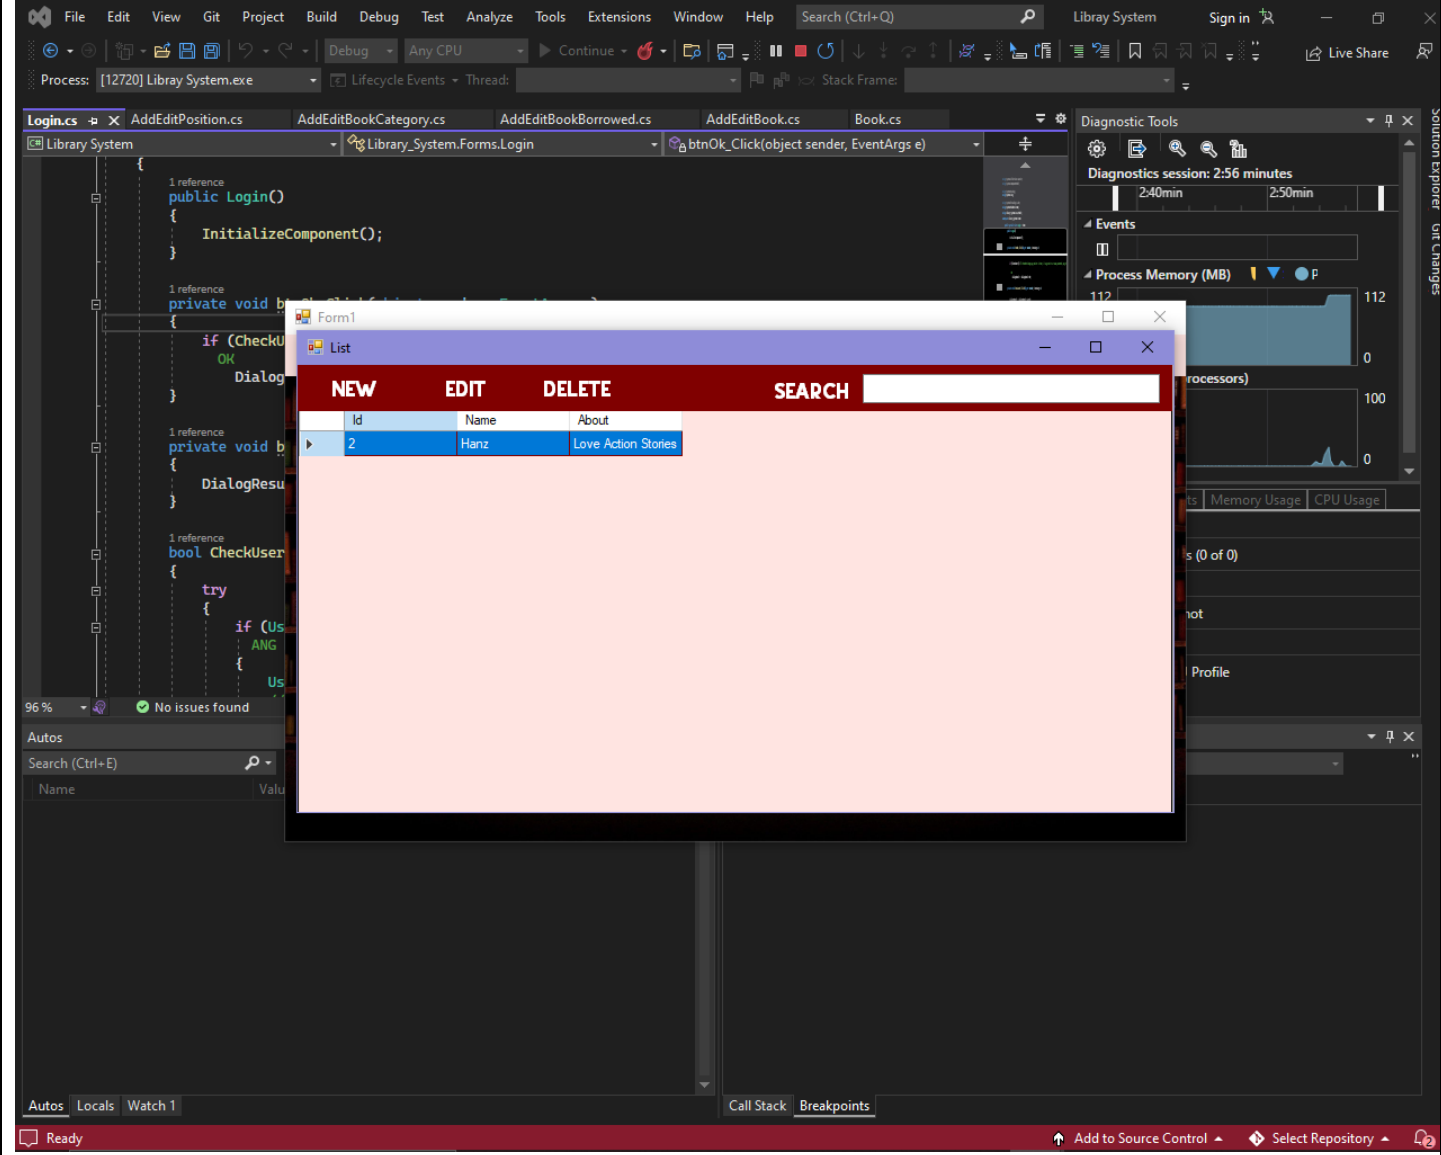 File Edit View Git Project Build Debug Test Analyze Tools Extensions Window Help Search (Ctrl+Q) Libray System Sign in
Debug Any CPU Continue Live Share
Process: [12720] Libray System.exe Lifecycle Events Thread: Stack Frame:
Login.cs AddEditPosition.cs AddEditBookCategory.cs AddEditBookBorrowed.cs AddEditBook.cs Book.cs
Library System Library_System.Forms.Login btnOk_Click(object sender, EventArgs e)
{
1 reference
public Login()
{
InitializeComponent();
}
1 reference
private void
{
if (CheckU
OK
Dialog
}
1 reference
private void b
{
DialogResu
}
1 reference
bool CheckUser
{
try
{
if (Us
ANG
{
Us
96 % No issues found
Form1
List
NEW EDIT DELETE SEARCH
Id Name About
2 Hanz Love Action Stories
Diagnostic Tools
Diagnostics session: 2:56 minutes
2:40min 2:50min
Events
Process Memory (MB) P
112 112
0
rocessors)
100
0
ts Memory Usage CPU Usage
s (0 of 0)
hot
Profile
Solution Explorer
Git Changes
Autos
Search (Ctrl+E)
Name Valu
Autos Locals Watch 1
Call Stack Breakpoints
Ready Add to Source Control Select Repository 2